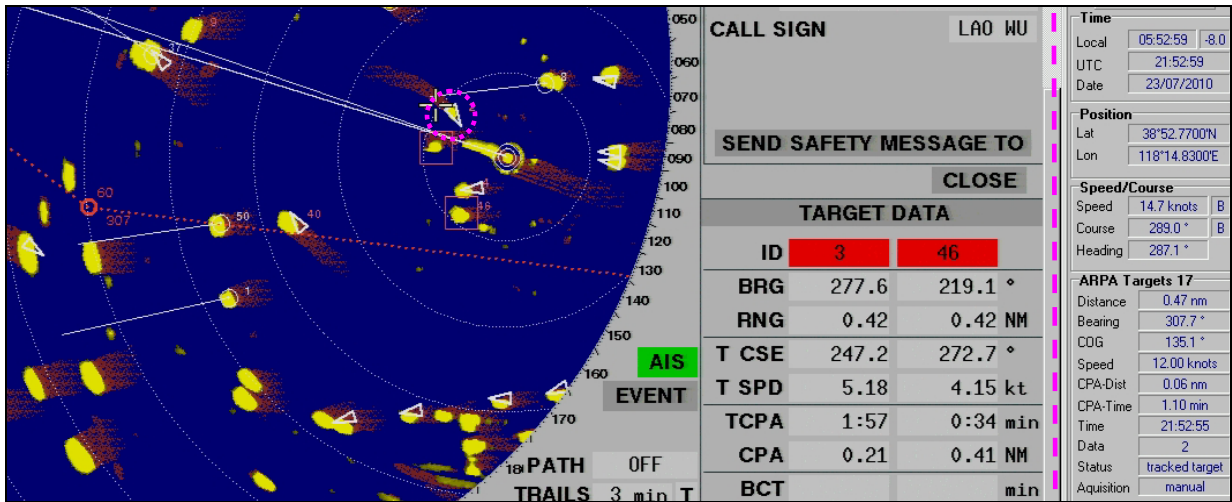 050
060
070
080
090
100
110
120
130
140
150
160
170
18
9
37
3
4
46
60
307
50
40
1
CALL SIGN LAO WU
SEND SAFETY MESSAGE TO
CLOSE
TARGET DATA
ID 3 46
BRG 277.6 219.1 °
RNG 0.42 0.42 NM
T CSE 247.2 272.7 °
T SPD 5.18 4.15 kt
TCPA 1:57 0:34 min
CPA 0.21 0.41 NM
BCT min
AIS
EVENT
PATH OFF
TRAILS 3 min T
Time
Local 05:52:59 -8.0
UTC 21:52:59
Date 23/07/2010
Position
Lat 38°52.7700'N
Lon 118°14.8300'E
Speed/Course
Speed 14.7 knots B
Course 289.0 ° B
Heading 287.1 °
ARPA Targets 17
Distance 0.47 nm
Bearing 307.7 °
COG 135.1 °
Speed 12.00 knots
CPA-Dist 0.06 nm
CPA-Time 1.10 min
Time 21:52:55
Data 2
Status tracked target
Aquisition manual